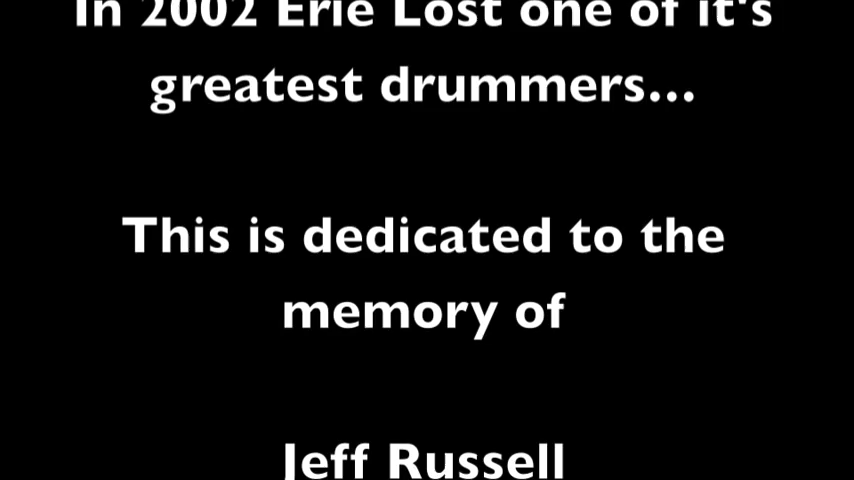 In 2002 Erie Lost one of it's
greatest drummers...
This is dedicated to the
memory of
Jeff Russell